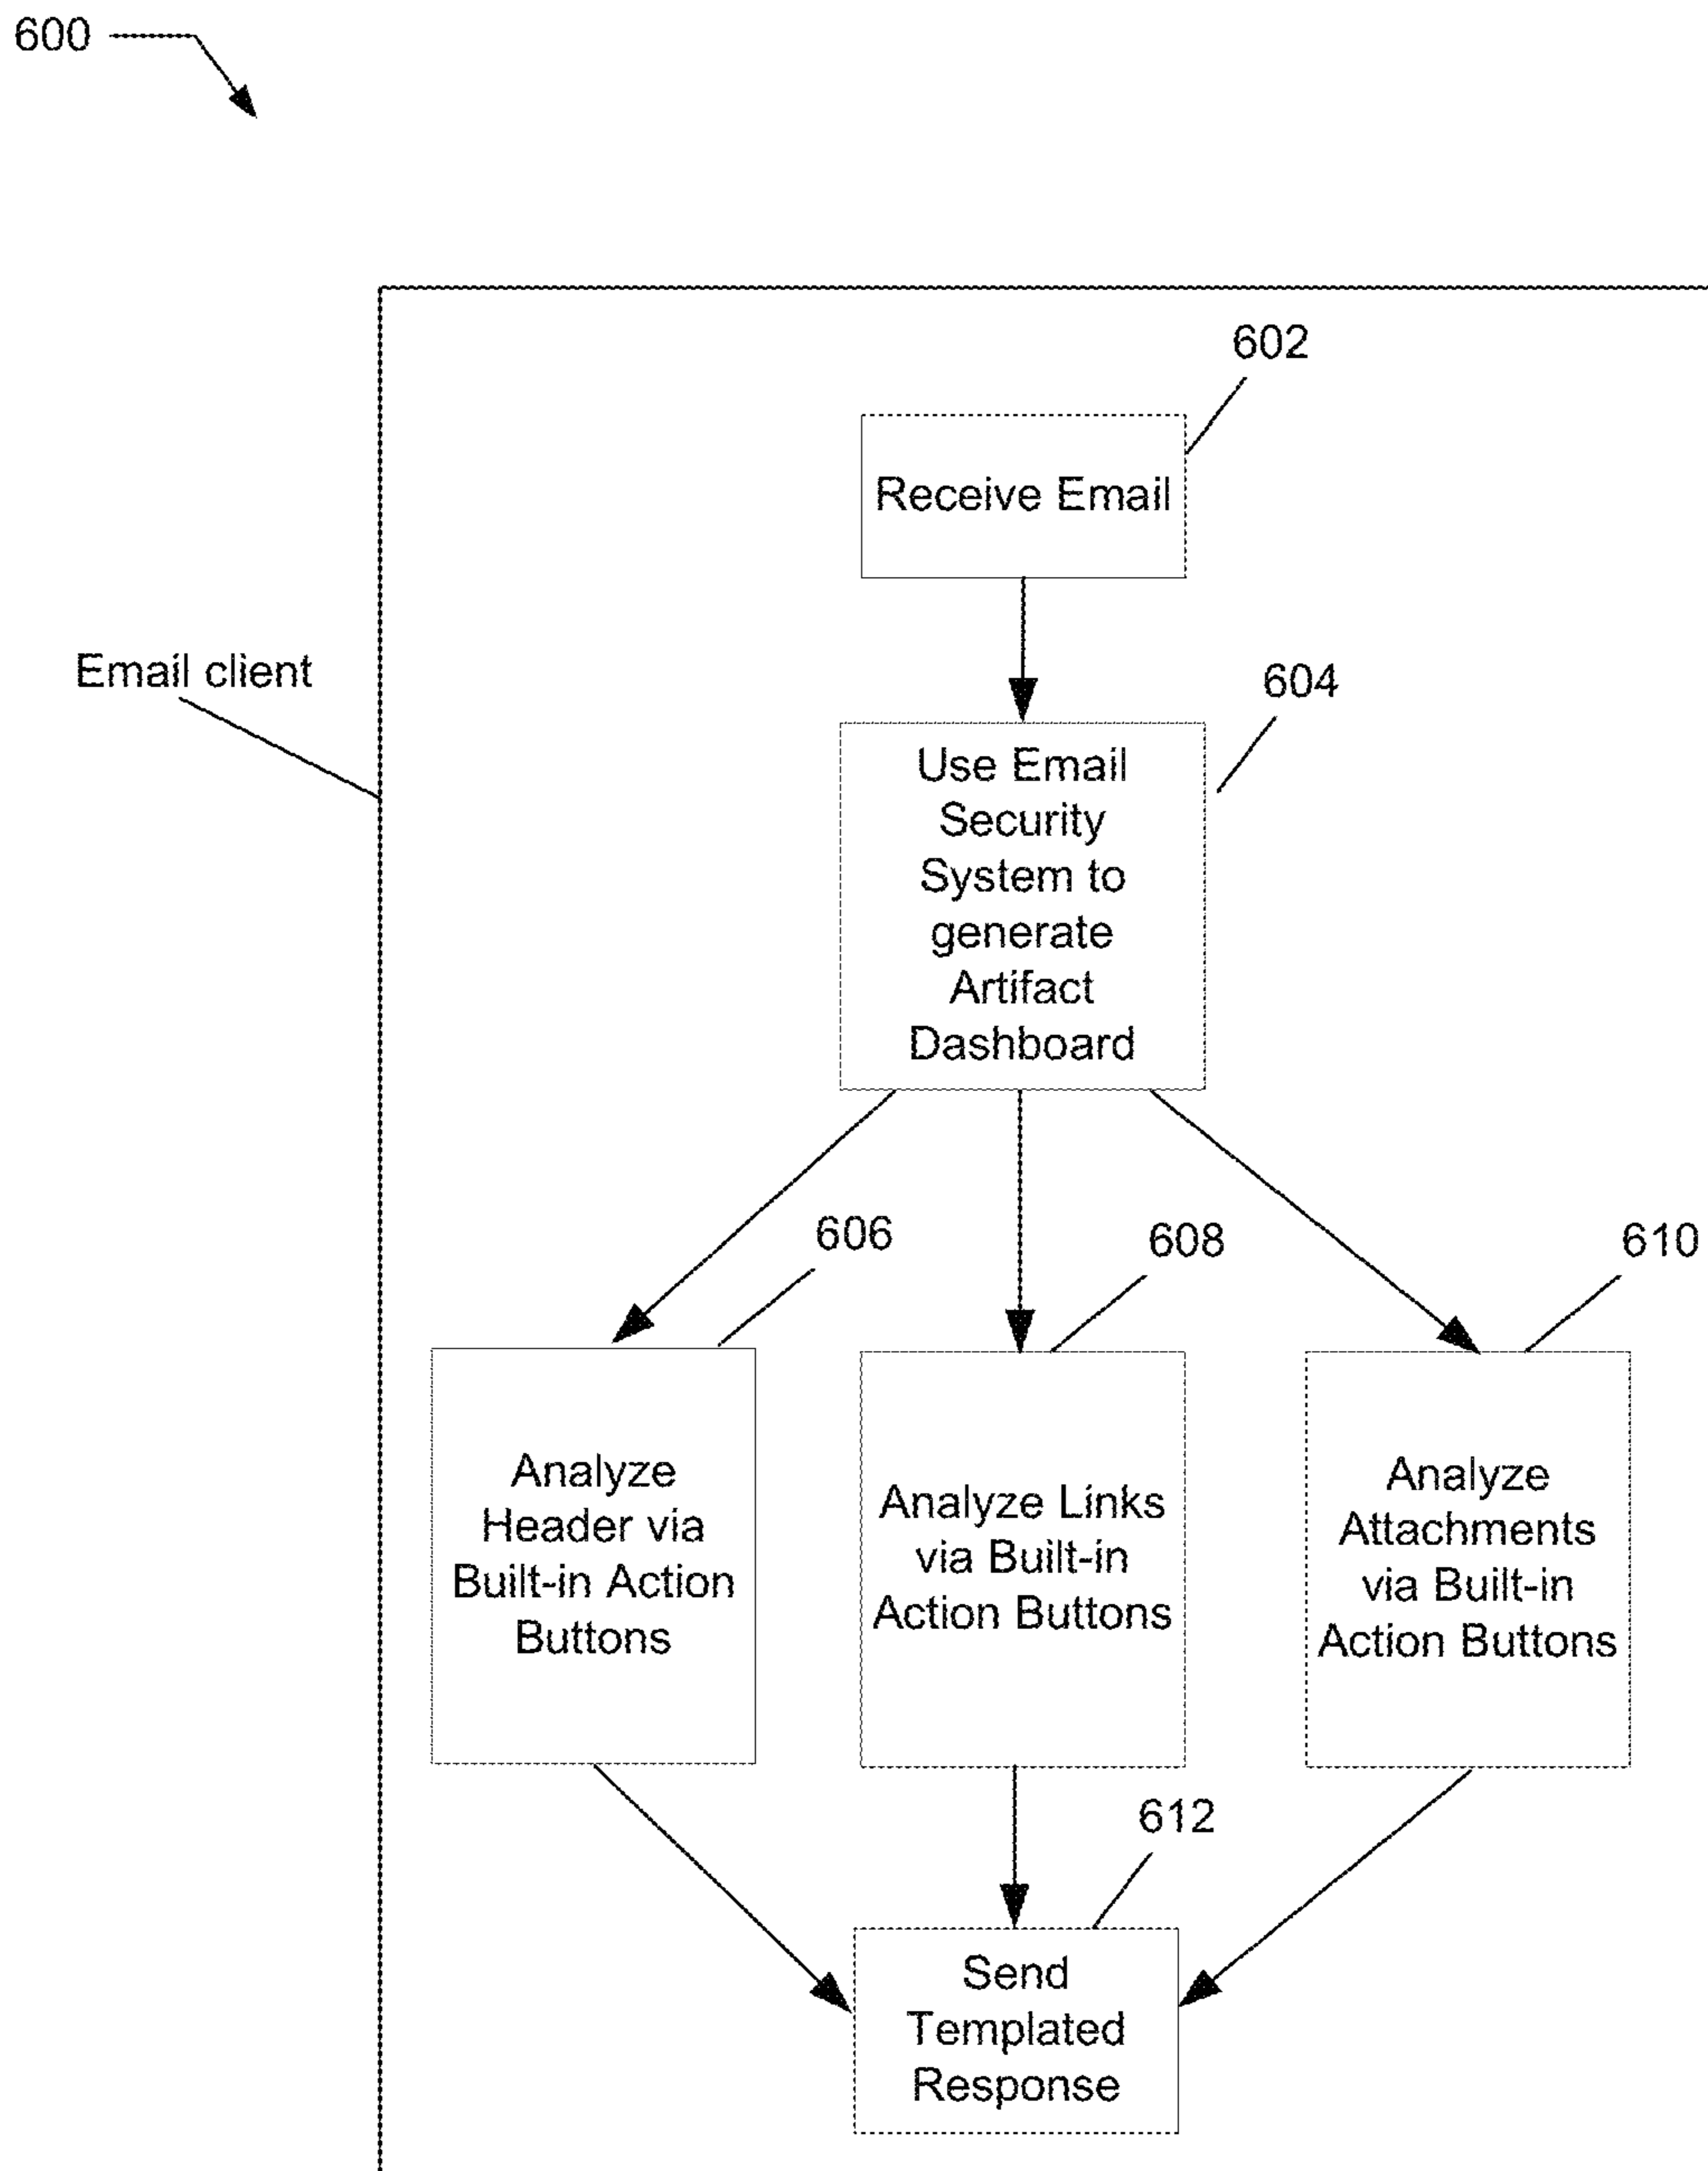 600
602
Receive Email
Email client
604
Use Email
Security
System to
generate
Artifact
Dashboard
606
608
610
Analyze
Header via
Built-in Action
Buttons
Analyze Links
via Built-in
Action Buttons
Analyze
Attachments
via Built-in
Action Buttons
612
Send
Templated
Response